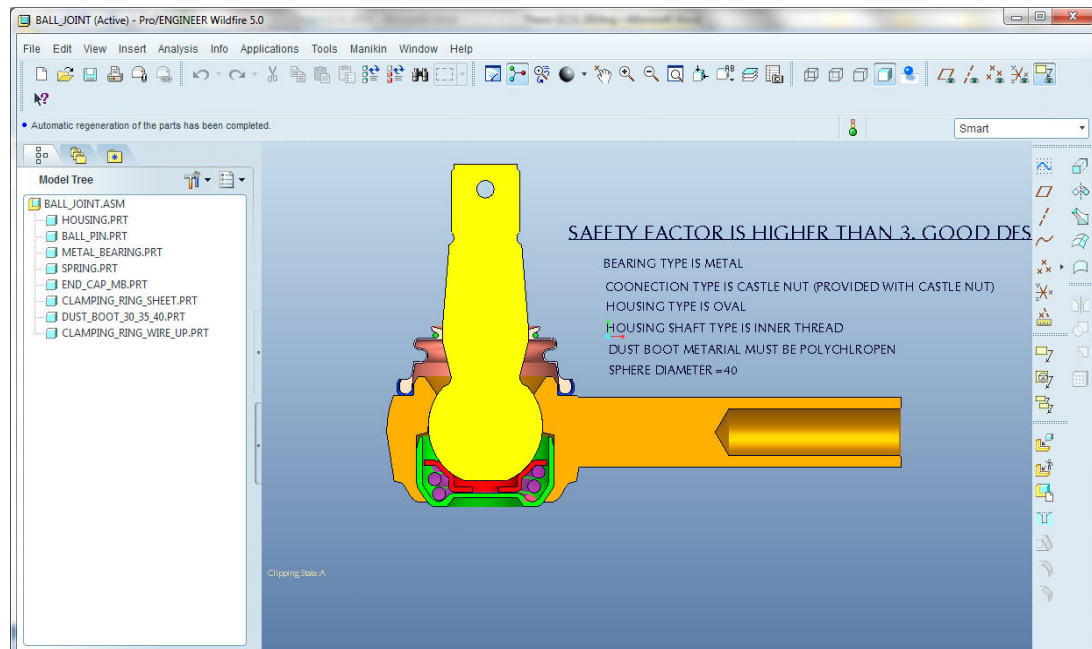 BALL_JOINT (Active) - Pro/ENGINEER Wildfire 5.0
File Edit View Insert Analysis Info Applications Tools Manikin Window Help
Automatic regeneration of the parts has been completed.
Smart
Model Tree
BALL_JOINT.ASM
HOUSING.PRT
BALL_PIN.PRT
METAL_BEARING.PRT
SPRING.PRT
END_CAP_MB.PRT
CLAMPING_RING_SHEET.PRT
DUST_BOOT_30_35_40.PRT
CLAMPING_RING_WIRE_UP.PRT
SAFETY FACTOR IS HIGHER THAN 3. GOOD DES
BEARING TYPE IS METAL
COONECTION TYPE IS CASTLE NUT (PROVIDED WITH CASTLE NUT)
HOUSING TYPE IS OVAL
HOUSING SHAFT TYPE IS INNER THREAD
DUST BOOT METARIAL MUST BE POLYCHLROPEN
SPHERE DIAMETER =40
Clipping State:A